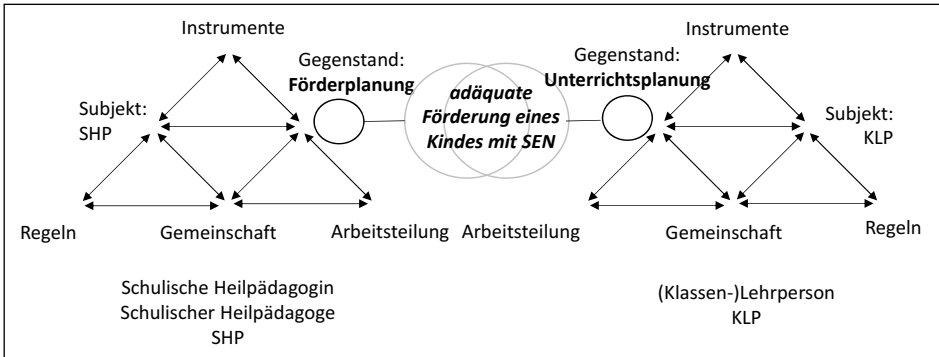 Instrumente
Gegenstand:
Förderplanung
Subjekt:
SHP
Regeln
Gemeinschaft
Arbeitsteilung
adäquate
Förderung eines
Kindes mit SEN
Instrumente
Gegenstand:
Unterrichtsplanung
Subjekt:
KLP
Arbeitsteilung
Gemeinschaft
Regeln
Schulische Heilpädagogin
Schulischer Heilpädagoge
SHP
(Klassen-)Lehrperson
KLP